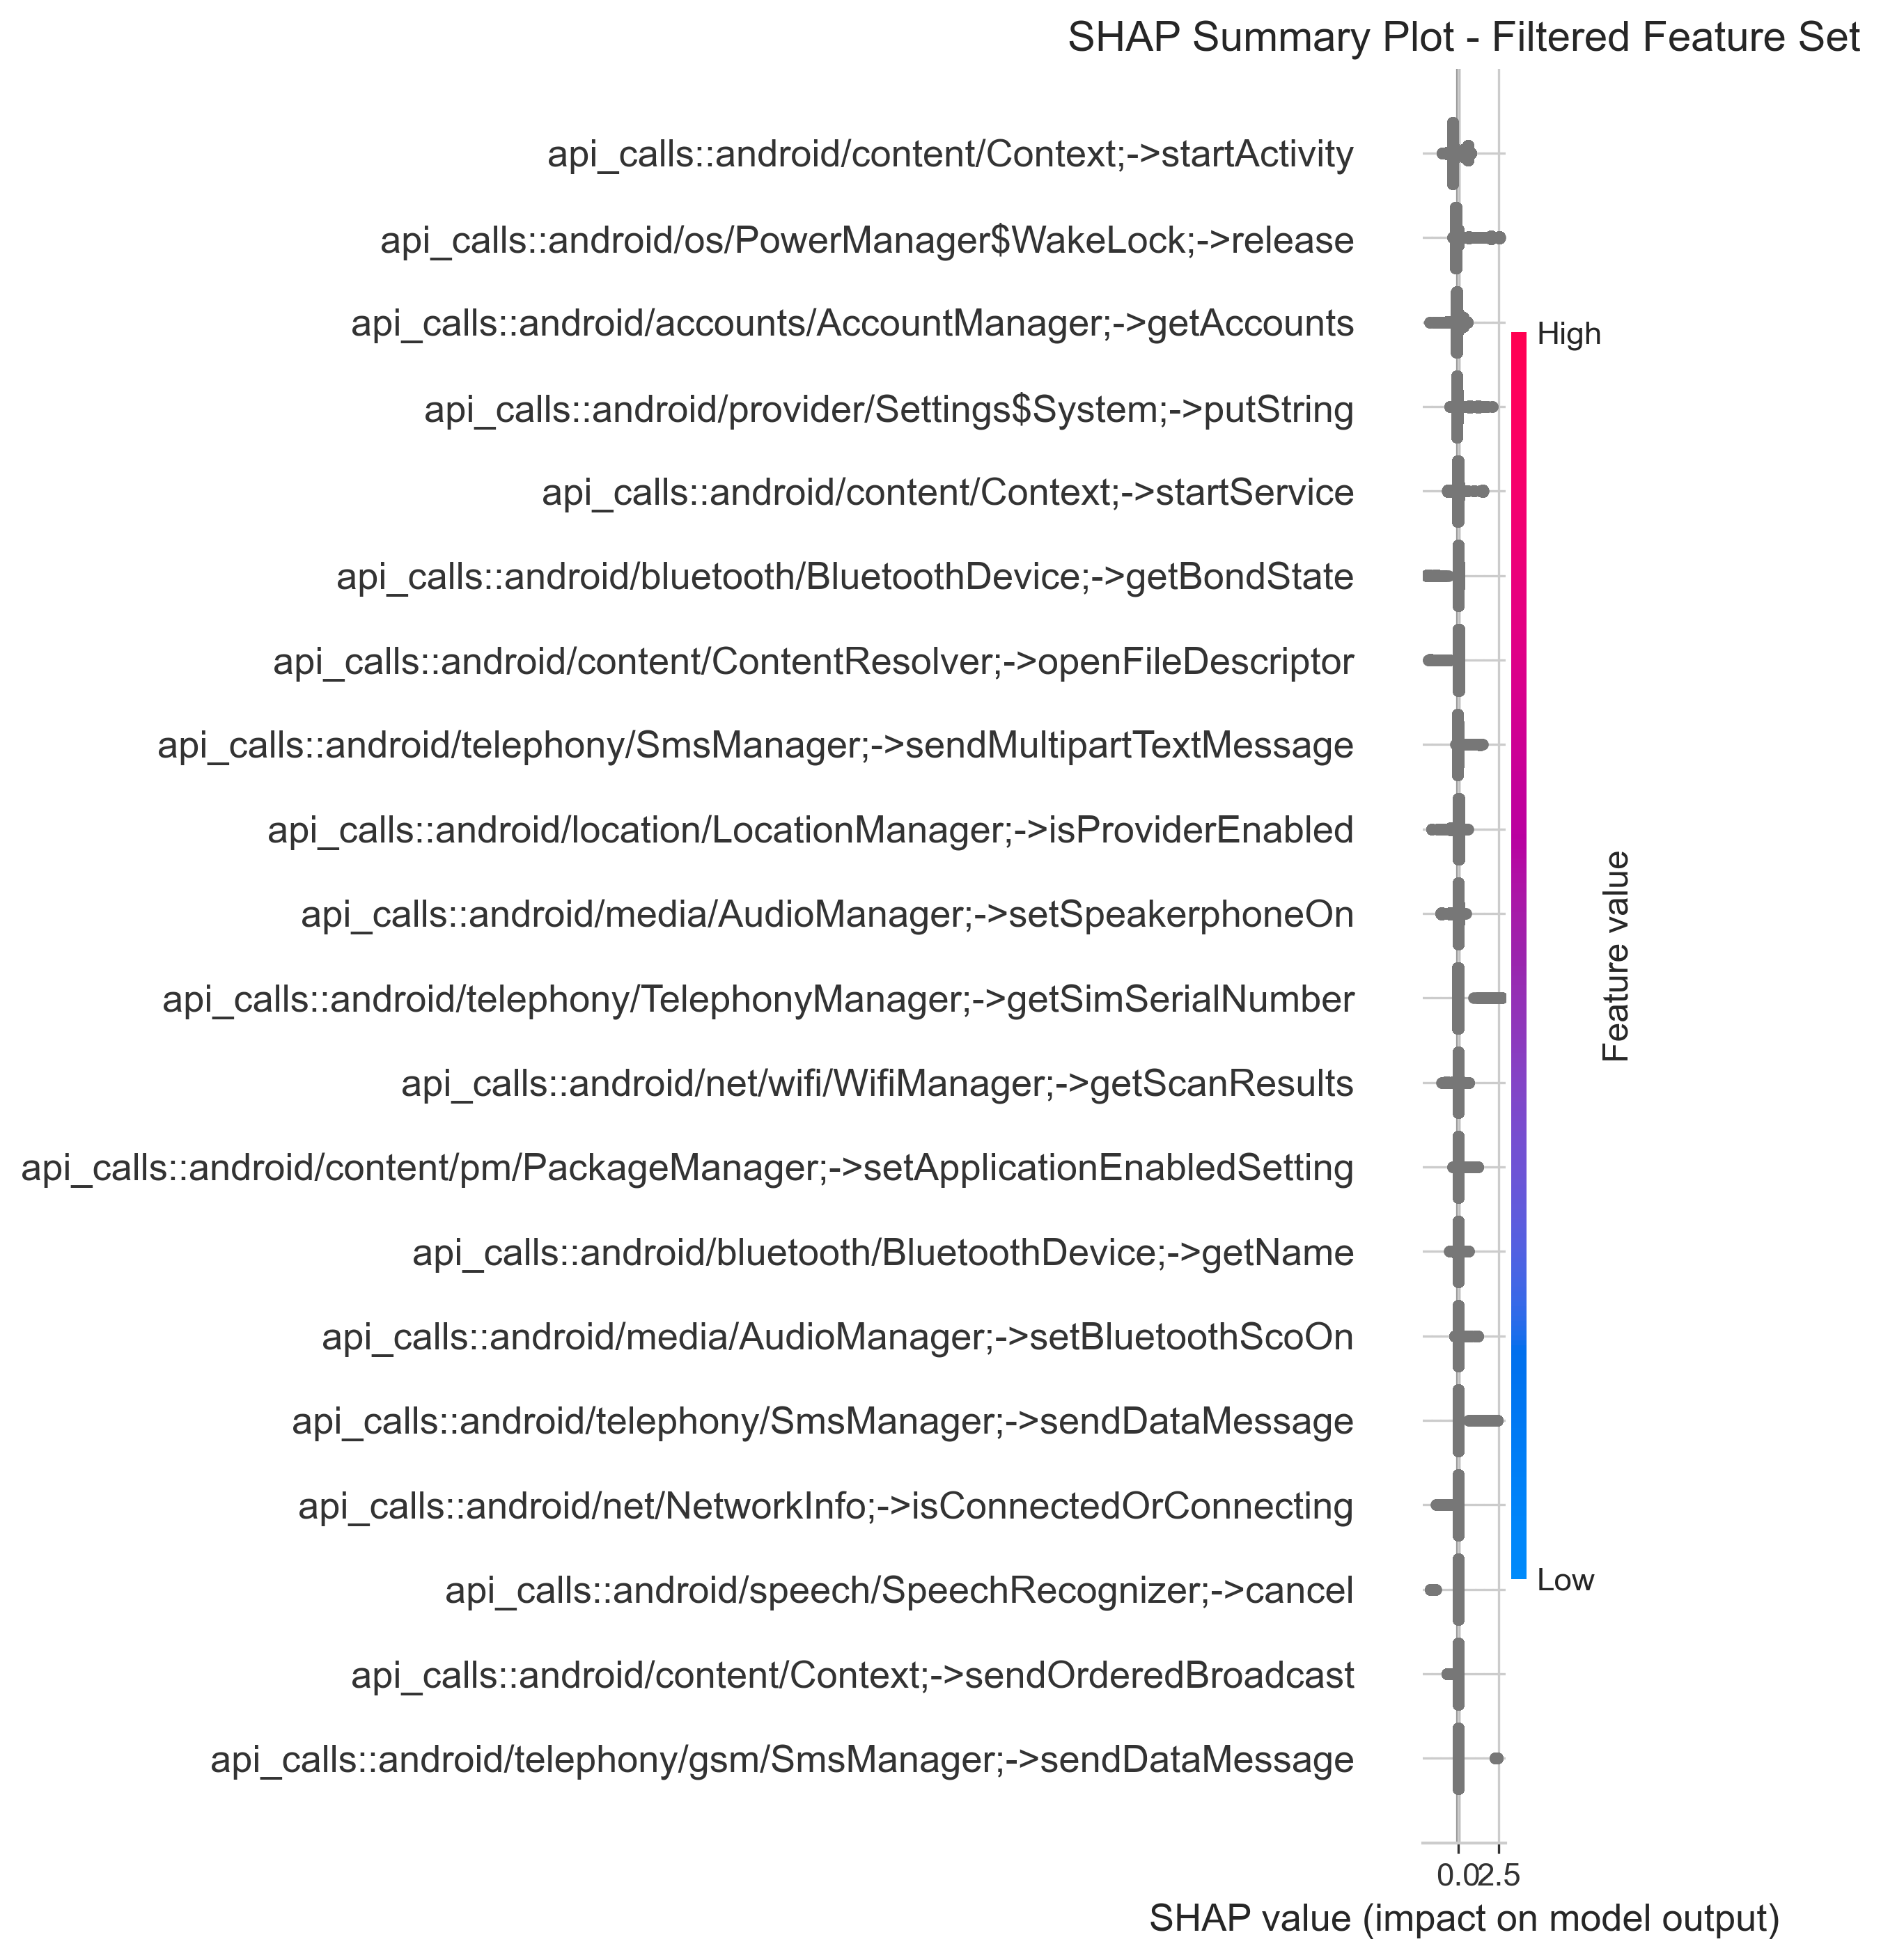 SHAP Summary Plot - Filtered Feature Set
api_calls::android/content/Context;->startActivity
api_calls::android/os/PowerManager$WakeLock;->release
api_calls::android/accounts/AccountManager;->getAccounts
High
api_calls::android/provider/Settings$System;->putString
api_calls::android/content/Context;->startService
api_calls::android/bluetooth/BluetoothDevice;->getBondState
api_calls::android/content/ContentResolver;->openFileDescriptor
api_calls::android/telephony/SmsManager;->sendMultipartTextMessage
api_calls::android/location/LocationManager;->isProviderEnabled
api_calls::android/media/AudioManager;->setSpeakerphoneOn
Feature value
api_calls::android/telephony/TelephonyManager;->getSimSerialNumber
api_calls::android/net/wifi/WifiManager;->getScanResults
api_calls::android/content/pm/PackageManager;->setApplicationEnabledSetting
api_calls::android/bluetooth/BluetoothDevice;->getName
api_calls::android/media/AudioManager;->setBluetoothScoOn
api_calls::android/telephony/SmsManager;->sendDataMessage
api_calls::android/net/NetworkInfo;->isConnectedOrConnecting
api_calls::android/speech/SpeechRecognizer;->cancel
Low
api_calls::android/content/Context;->sendOrderedBroadcast
api_calls::android/telephony/gsm/SmsManager;->sendDataMessage
0.0 2.5
SHAP value (impact on model output)